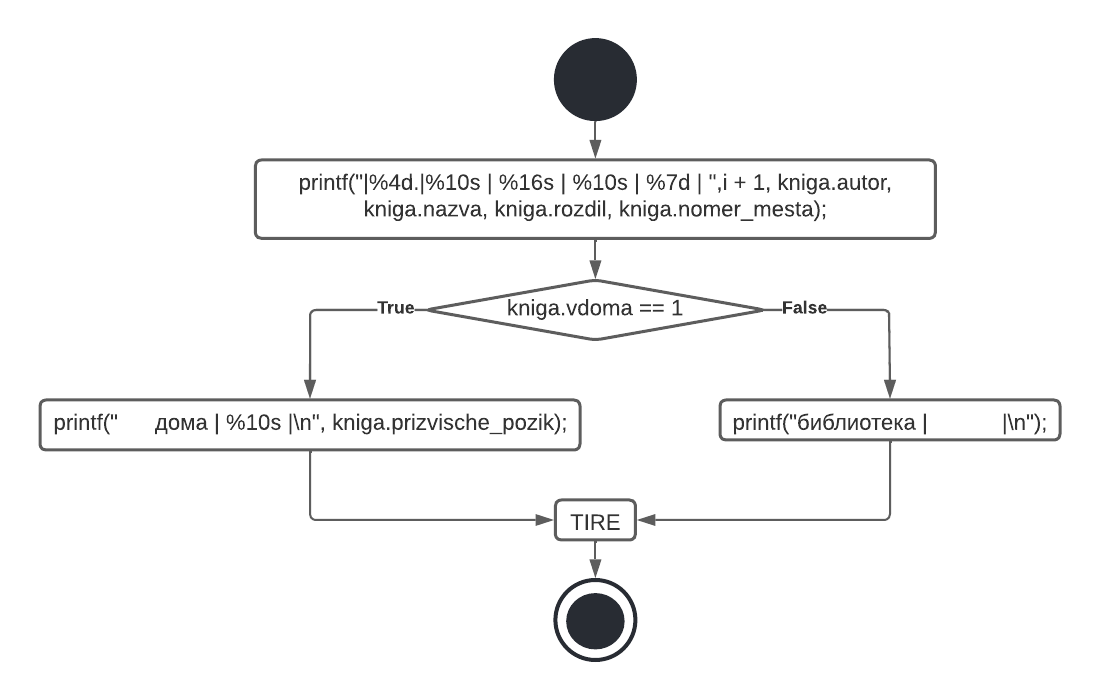 printf("|%4d.|%10s | %16s | %10s | %7d | ",i + 1, kniga.autor,
kniga.nazva, kniga.rozdil, kniga.nomer_mesta);
True
kniga.vdoma == 1
False
printf("      дома | %10s |\n", kniga.prizvische_pozik);
printf("библиотека |            |\n");
TIRE